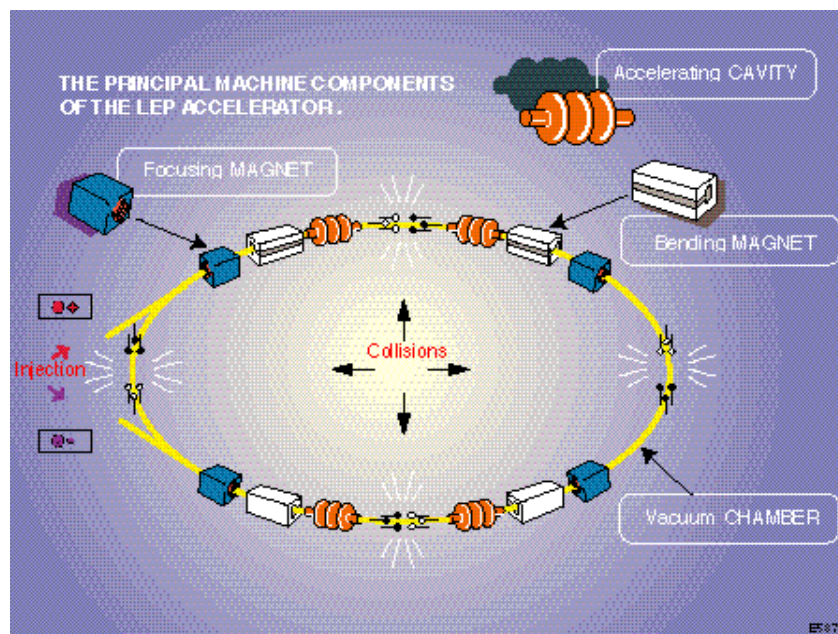 THE PRINCIPAL MACHINE COMPONENTS
OF THE LEP ACCELERATOR.
Accelerating CAVITY
Focusing MAGNET
Bending MAGNET
Collisions
Injection
Vacuum CHAMBER